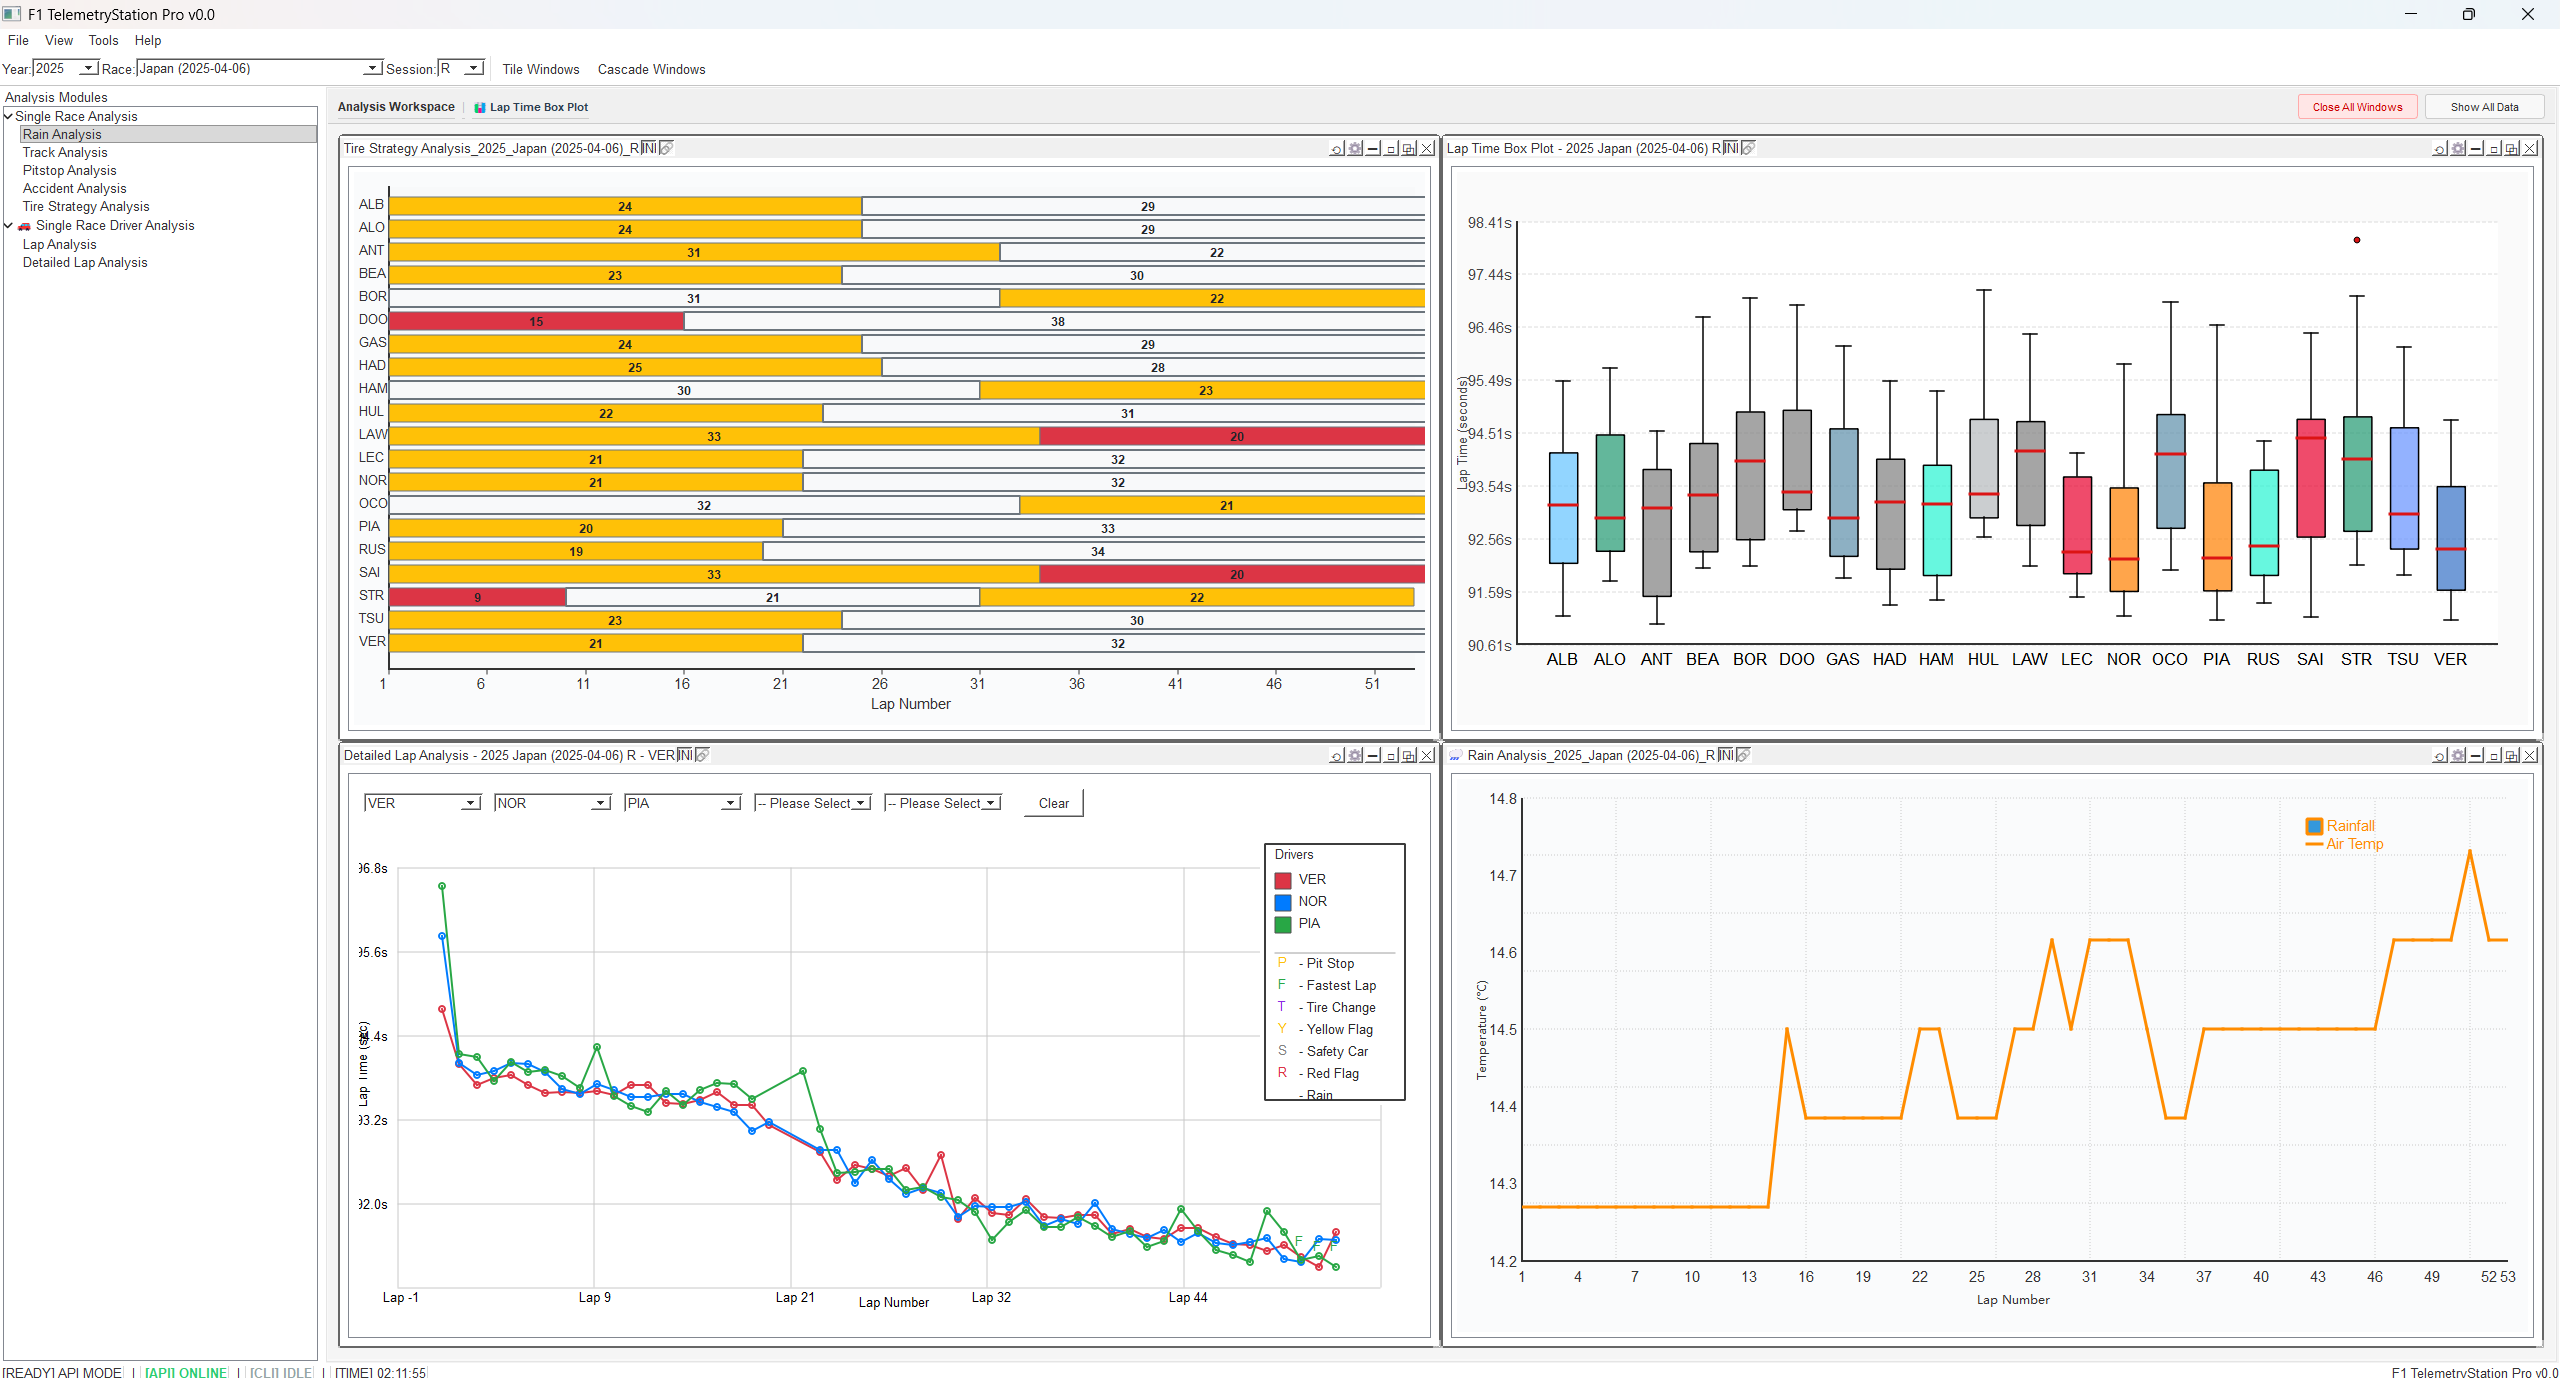 F1 TelemetryStation Pro v0.0
File View Tools Help
Year: 2025 Race: Japan (2025-04-06) Session: R Tile Windows Cascade Windows
Analysis Modules
Single Race Analysis
Rain Analysis
Track Analysis
Pitstop Analysis
Accident Analysis
Tire Strategy Analysis
Single Race Driver Analysis
Lap Analysis
Detailed Lap Analysis
Analysis Workspace | Lap Time Box Plot
Close All Windows Show All Data
Tire Strategy Analysis_2025_Japan (2025-04-06)_R
ALB 24 29
ALO 24 29
ANT 31 22
BEA 23 30
BOR 31 22
DOO 15 38
GAS 24 29
HAD 25 28
HAM 30 23
HUL 22 31
LAW 33 20
LEC 21 32
NOR 21 32
OCO 32 21
PIA 20 33
RUS 19 34
SAI 33 20
STR 9 21 22
TSU 23 30
VER 21 32
1 6 11 16 21 26 31 36 41 46 51
Lap Number
Lap Time Box Plot - 2025 Japan (2025-04-06) R
Lap Time (seconds)
98.41s
97.44s
96.46s
95.49s
94.51s
93.54s
92.56s
91.59s
90.61s
ALB ALO ANT BEA BOR DOO GAS HAD HAM HUL LAW LEC NOR OCO PIA RUS SAI STR TSU VER
Detailed Lap Analysis - 2025 Japan (2025-04-06) R - VER
VER NOR PIA -- Please Select -- Please Select Clear
Lap Time (sec)
96.8s
95.6s
94.4s
93.2s
92.0s
F F F
Lap -1 Lap 9 Lap 21 Lap 32 Lap 44
Lap Number
Drivers
VER
NOR
PIA
P - Pit Stop
F - Fastest Lap
T - Tire Change
Y - Yellow Flag
S - Safety Car
R - Red Flag
- Rain
Rain Analysis_2025_Japan (2025-04-06)_R
Rainfall
Air Temp
Temperature (°C)
14.8
14.7
14.6
14.5
14.4
14.3
14.2
1 4 7 10 13 16 19 22 25 28 31 34 37 40 43 46 49 52 53
Lap Number
[READY] API MODE | [API] ONLINE | [CLI] IDLE | [TIME] 02:11:55
F1 TelemetryStation Pro v0.0